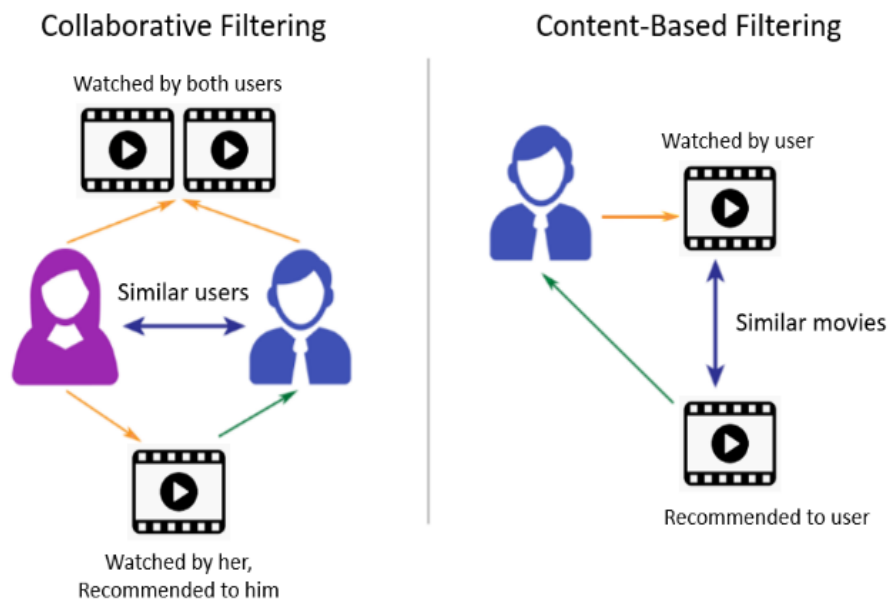 Collaborative Filtering
Watched by both users
Similar users
Watched by her,
Recommended to him
Content-Based Filtering
Watched by user
Similar movies
Recommended to user